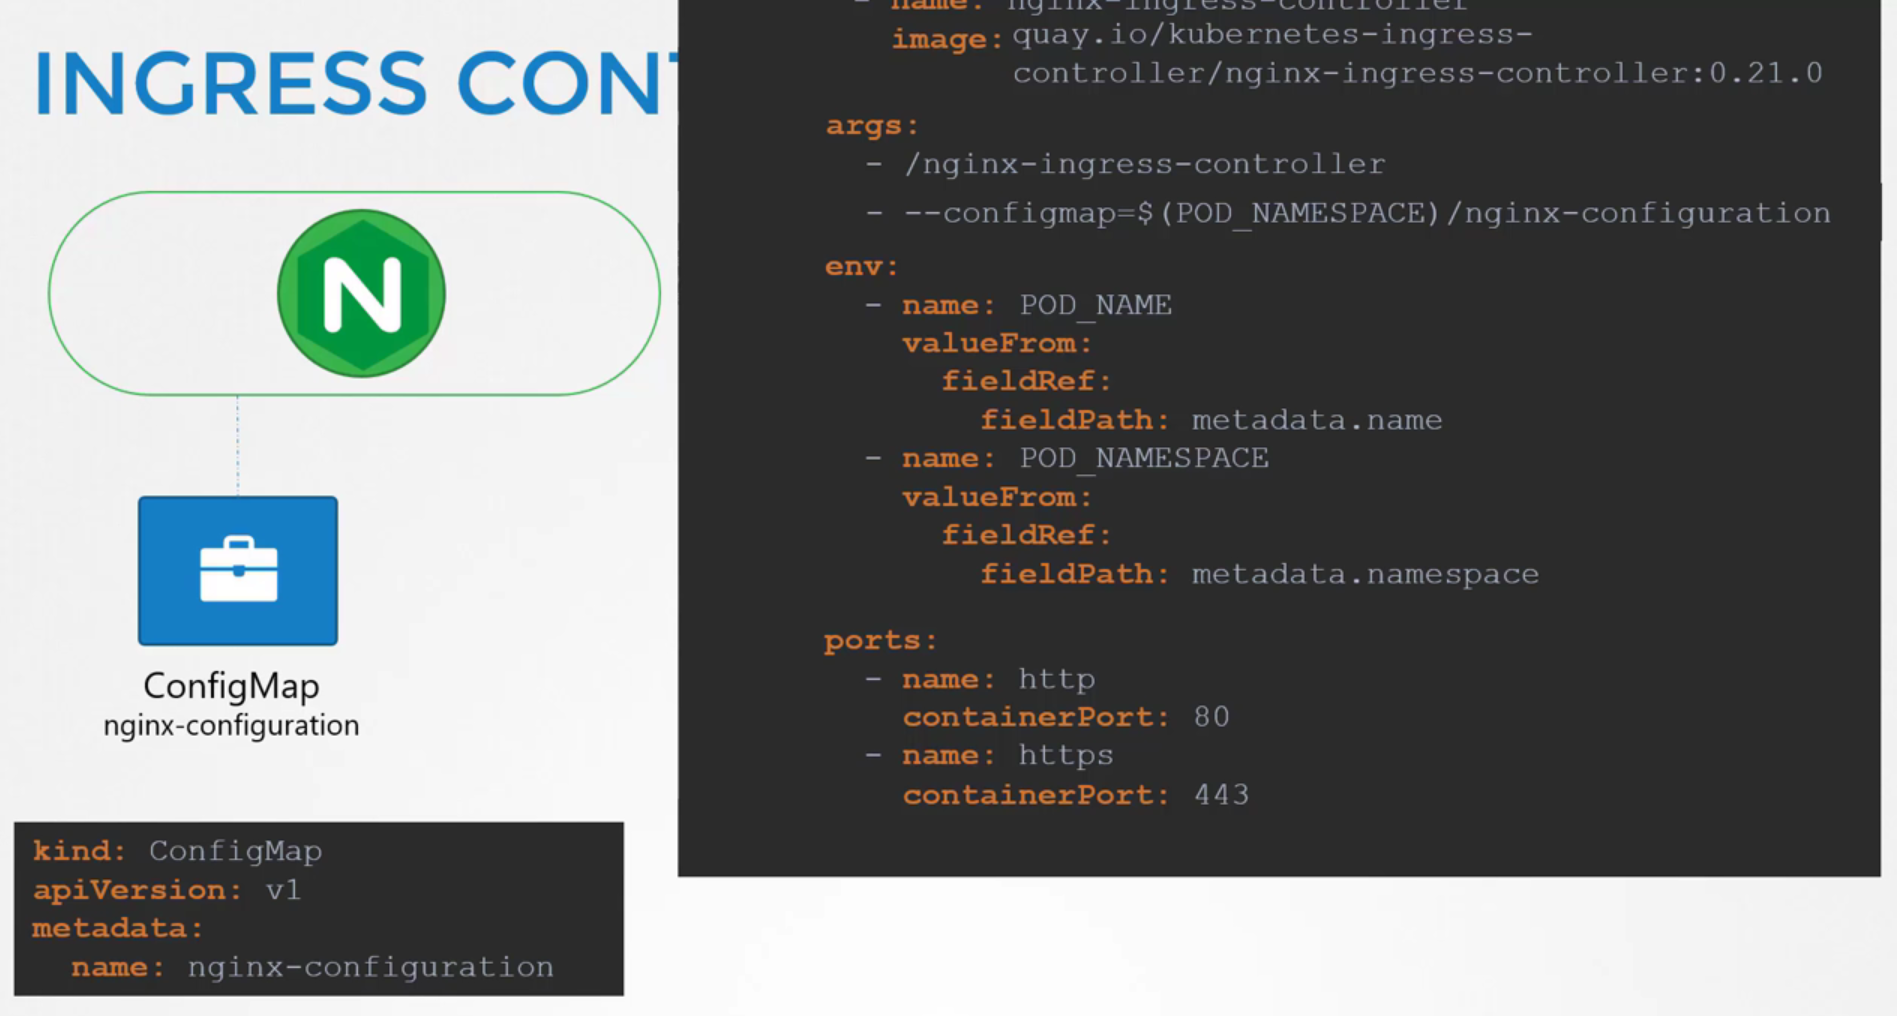 INGRESS CONT
N
ConfigMap
nginx-configuration
kind: ConfigMap
apiVersion: v1
metadata:
  name: nginx-configuration
- name: nginx-ingress-controller
image: quay.io/kubernetes-ingress-
controller/nginx-ingress-controller:0.21.0
args:
  - /nginx-ingress-controller
  - --configmap=$(POD_NAMESPACE)/nginx-configuration
env:
  - name: POD_NAME
    valueFrom:
      fieldRef:
        fieldPath: metadata.name
  - name: POD_NAMESPACE
    valueFrom:
      fieldRef:
        fieldPath: metadata.namespace
ports:
  - name: http
    containerPort: 80
  - name: https
    containerPort: 443